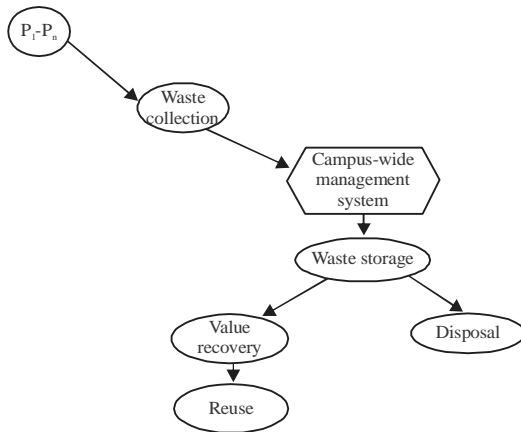 P₁-Pₙ
Waste
collection
Campus-wide
management
system
Waste storage
Value
recovery
Disposal
Reuse